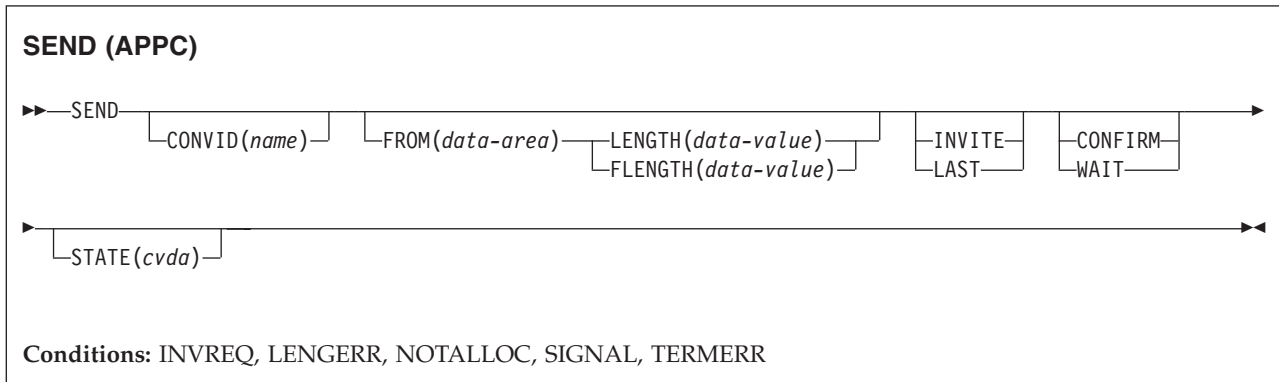 SEND (APPC)
SEND
CONVID(name) FROM(data-area) LENGTH(data-value) INVITE CONFIRM
FLENGTH(data-value) LAST WAIT
STATE(cvda)
Conditions: INVREQ, LENGERR, NOTALLOC, SIGNAL, TERMERR